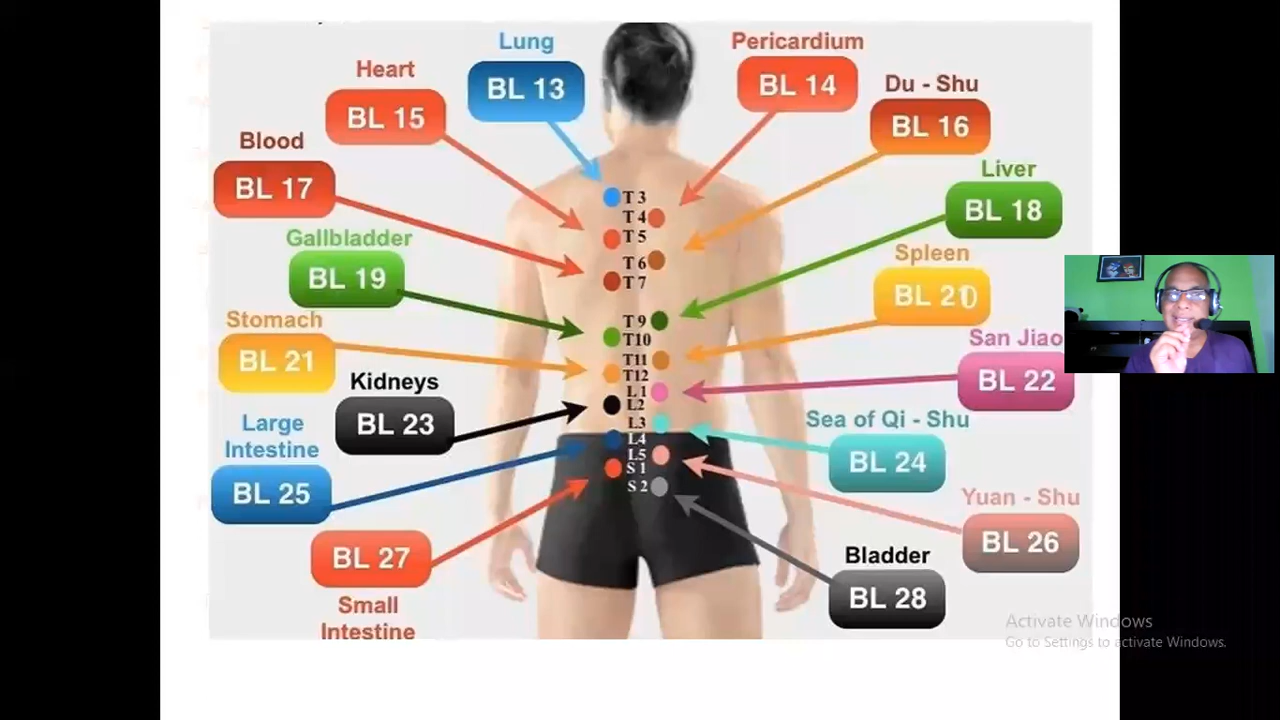 Lung
BL 13
Pericardium
BL 14
Heart
BL 15
Du - Shu
BL 16
Blood
BL 17
Liver
BL 18
Gallbladder
BL 19
Spleen
BL 20
Stomach
BL 21
San Jiao
BL 22
Kidneys
BL 23
Sea of Qi - Shu
BL 24
Large
Intestine
BL 25
Yuan - Shu
BL 26
BL 27
Small
Intestine
Bladder
BL 28
T 3
T 4
T 5
T 6
T 7
T 9
T10
T11
T12
L 1
L2
L3
L4
L5
S 1
S 2
Activate Windows
Go to Settings to activate Windows.